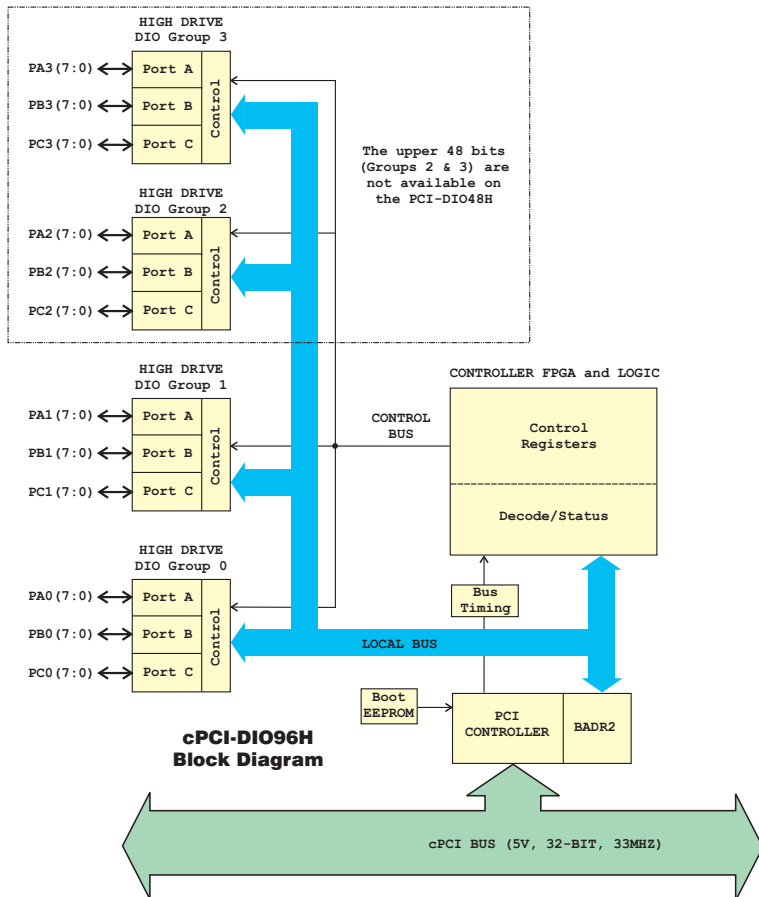 HIGH DRIVE
DIO Group 3
PA3(7:0)
Port A
PB3(7:0)
Port B
PC3(7:0)
Port C
Control
The upper 48 bits
(Groups 2 & 3) are
not available on
the PCI-DIO48H
HIGH DRIVE
DIO Group 2
PA2(7:0)
Port A
PB2(7:0)
Port B
PC2(7:0)
Port C
Control
HIGH DRIVE
DIO Group 1
PA1(7:0)
Port A
PB1(7:0)
Port B
PC1(7:0)
Port C
Control
CONTROL
BUS
CONTROLLER FPGA and LOGIC
Control
Registers
Decode/Status
HIGH DRIVE
DIO Group 0
PA0(7:0)
Port A
PB0(7:0)
Port B
PC0(7:0)
Port C
Control
Bus
Timing
LOCAL BUS
Boot
EEPROM
PCI
CONTROLLER
BADR2
cPCI-DIO96H
Block Diagram
cPCI BUS (5V, 32-BIT, 33MHZ)